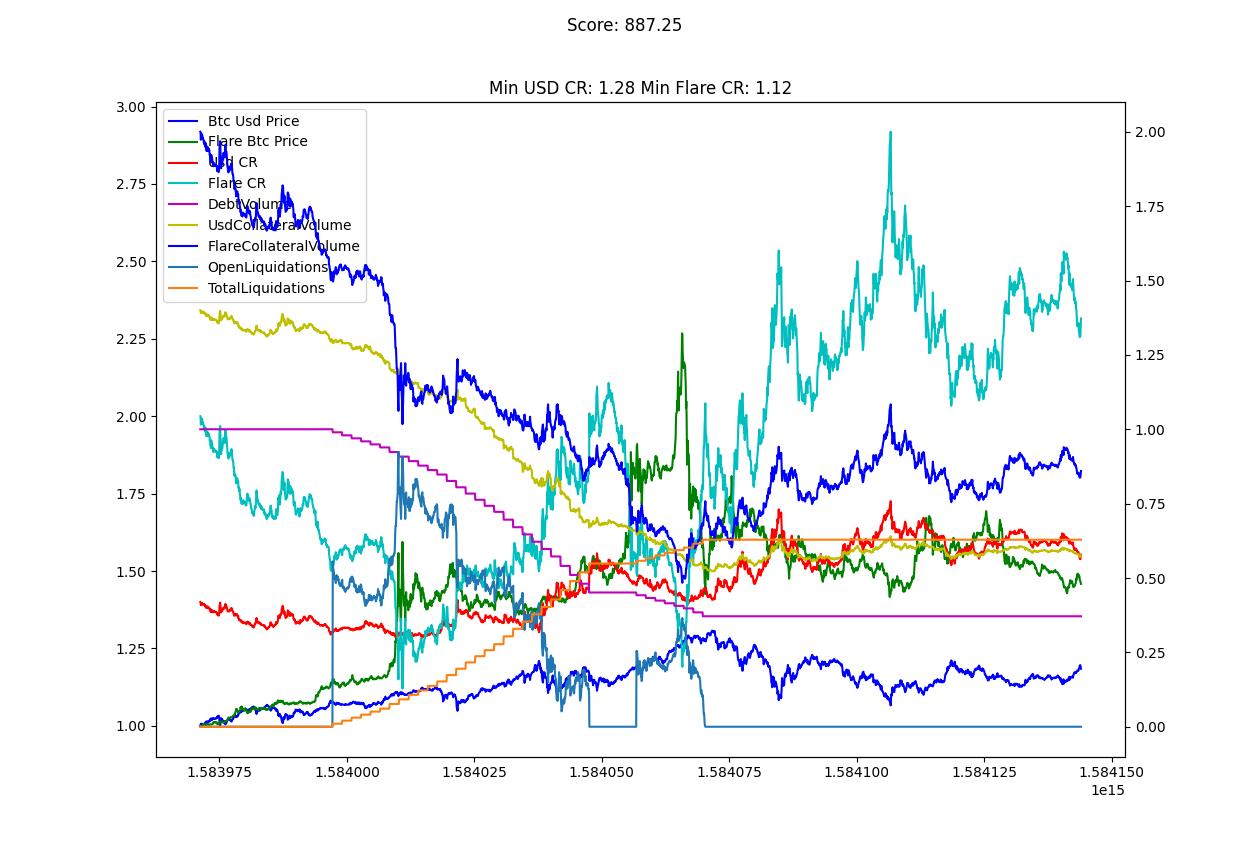 Score: 887.25
Min USD CR: 1.28 Min Flare CR: 1.12
3.00
2.75
2.50
2.25
2.00
1.75
1.50
1.25
1.00
Btc Usd Price
Flare Btc Price
Usd CR
Flare CR
DebtVolume
UsdCollateralVolume
FlareCollateralVolume
OpenLiquidations
TotalLiquidations
2.00
1.75
1.50
1.25
1.00
0.75
0.50
0.25
0.00
1.583975 1.584000 1.584025 1.584050 1.584075 1.584100 1.584125 1.584150
1e15